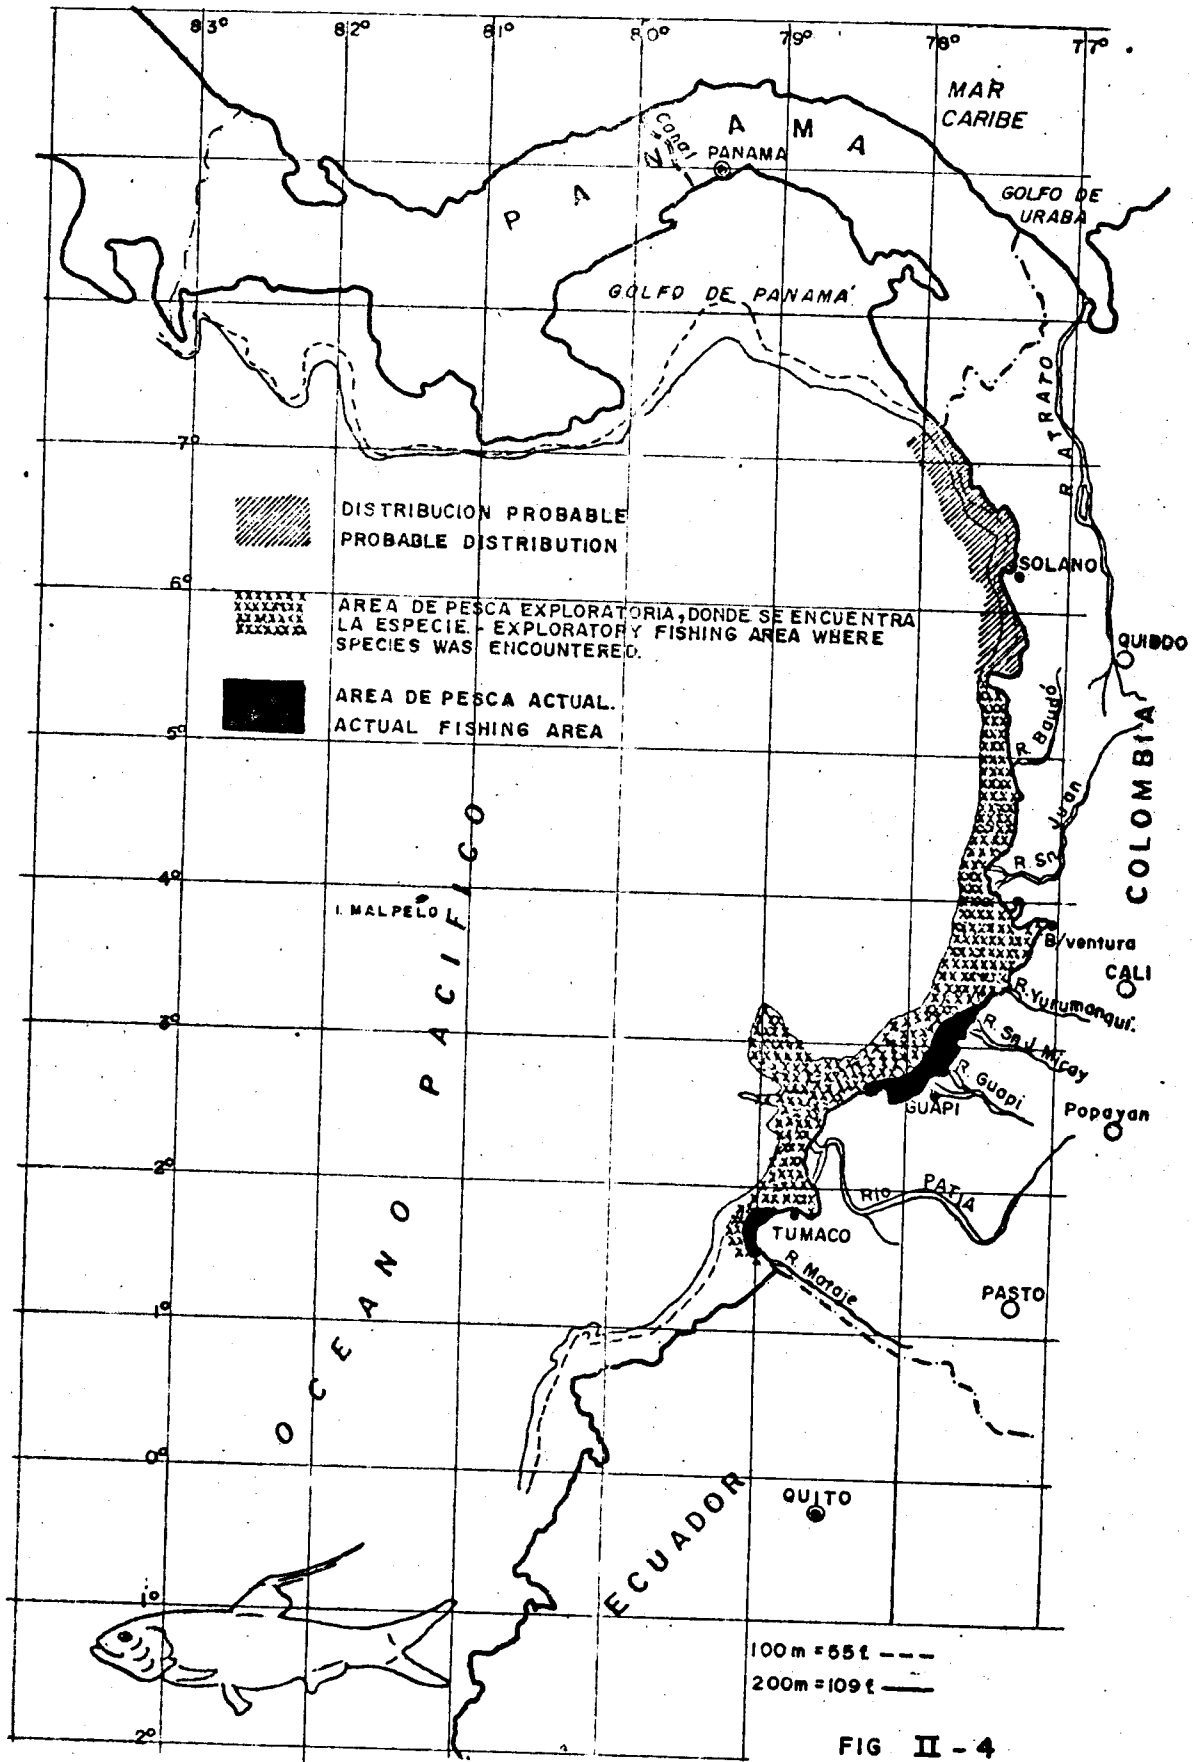 83° 82° 81° 80° 79° 78° 77°
MAR
CARIBE
PANAMA
Canal
PANAMA
GOLFO DE
URABA
GOLFO DE PANAMÁ
R ATRATO
7°
DISTRIBUCION PROBABLE
PROBABLE DISTRIBUTION
SOLANO
6°
AREA DE PESCA EXPLORATORIA, DONDE SE ENCUENTRA
LA ESPECIE.- EXPLORATORY FISHING AREA WHERE
SPECIES WAS ENCOUNTERED.
QUIBDO
AREA DE PESCA ACTUAL.
ACTUAL FISHING AREA
5°
R. Baudó
COLOMBIA
R. Sn Juan
4°
I. MALPELO
B/ventura
CALI
R. Yurumanqui.
3°
R. Sn J. Micay
R. Guapi
GUAPI
Popayan
2°
RIO PATIA
TUMACO
R. Mataje
PASTO
1°
OCEANO PACIFICO
0°
QUITO
ECUADOR
1°
100m = 55f ---
200m = 109f —
2°
FIG II - 4